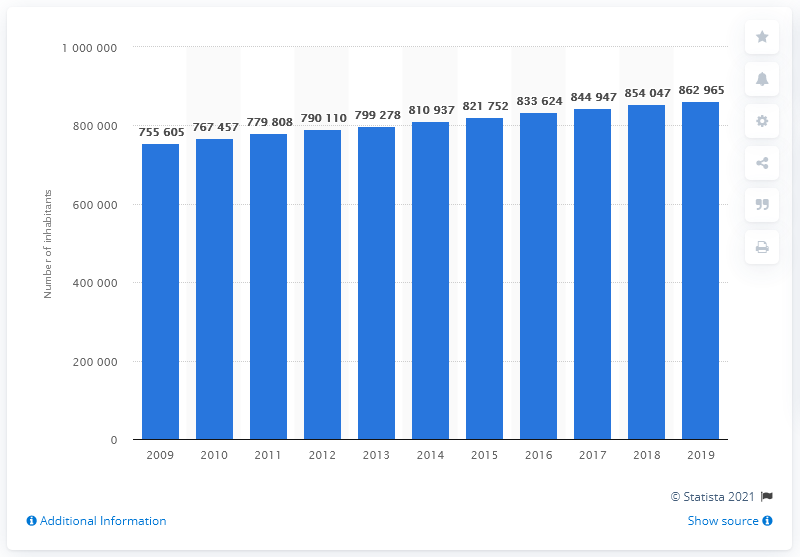 1 000 000
800 000
600 000
400 000
200 000
0
Number of inhabitants
755 605
767 457
779 808
790 110
799 278
810 937
821 752
833 624
844 947
854 047
862 965
2009 2010 2011 2012 2013 2014 2015 2016 2017 2018 2019
© Statista 2021
Additional Information
Show source